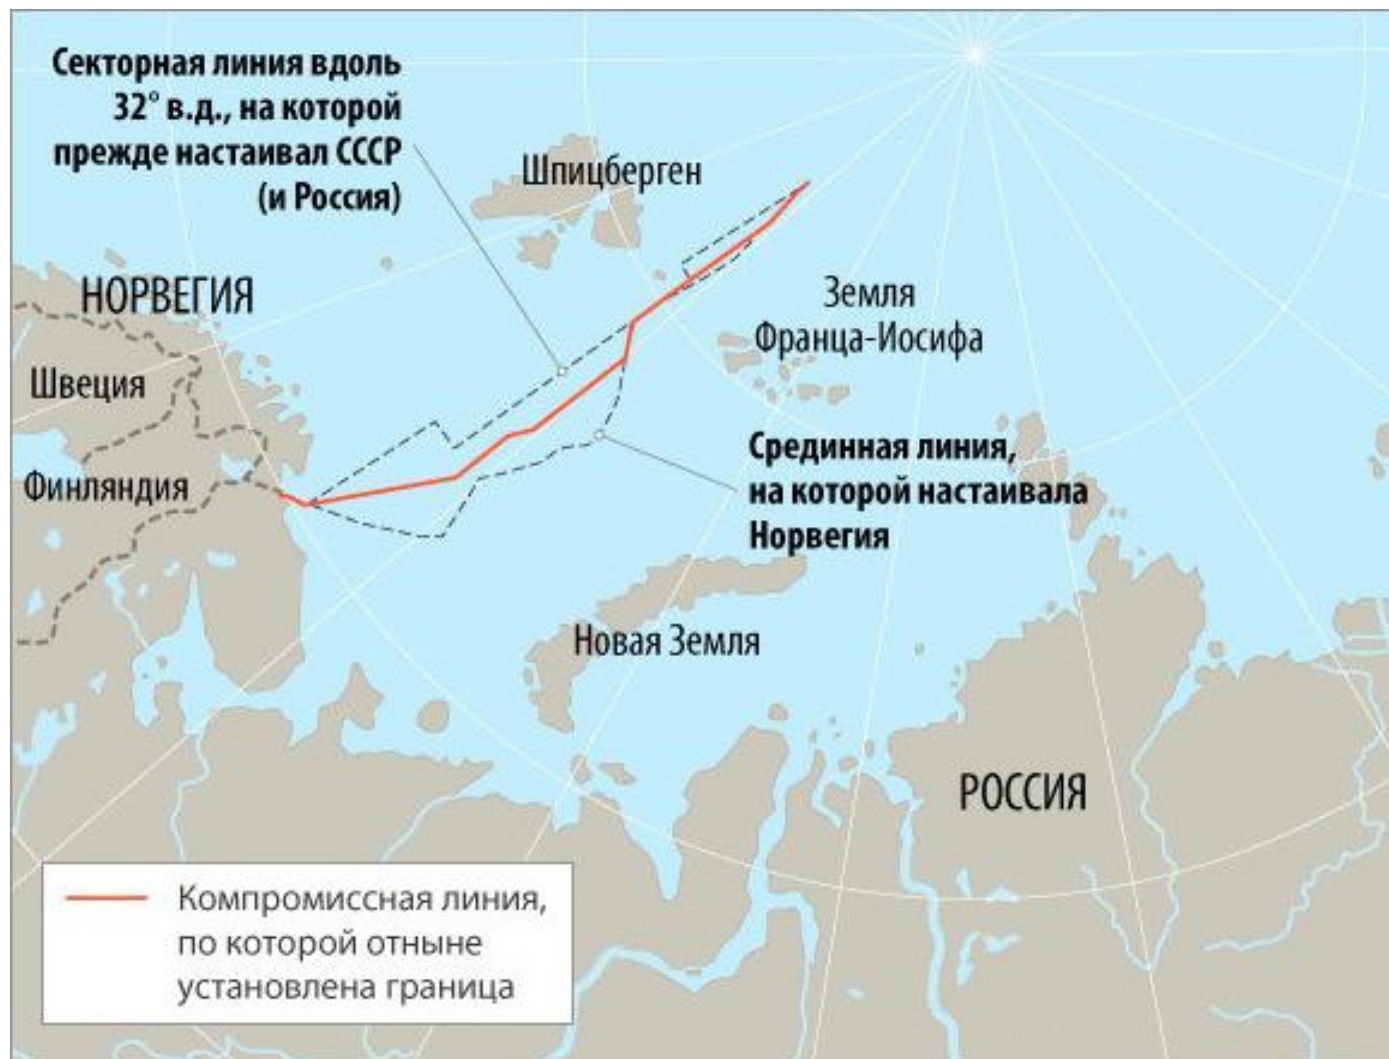 Секторная линия вдоль
32° в.д., на которой
прежде настаивал СССР
(и Россия)
Шпицберген
НОРВЕГИЯ
Земля
Франца-Иосифа
Швеция
Финляндия
Срединная линия,
на которой настаивала
Норвегия
Новая Земля
РОССИЯ
Компромиссная линия,
по которой отныне
установлена граница